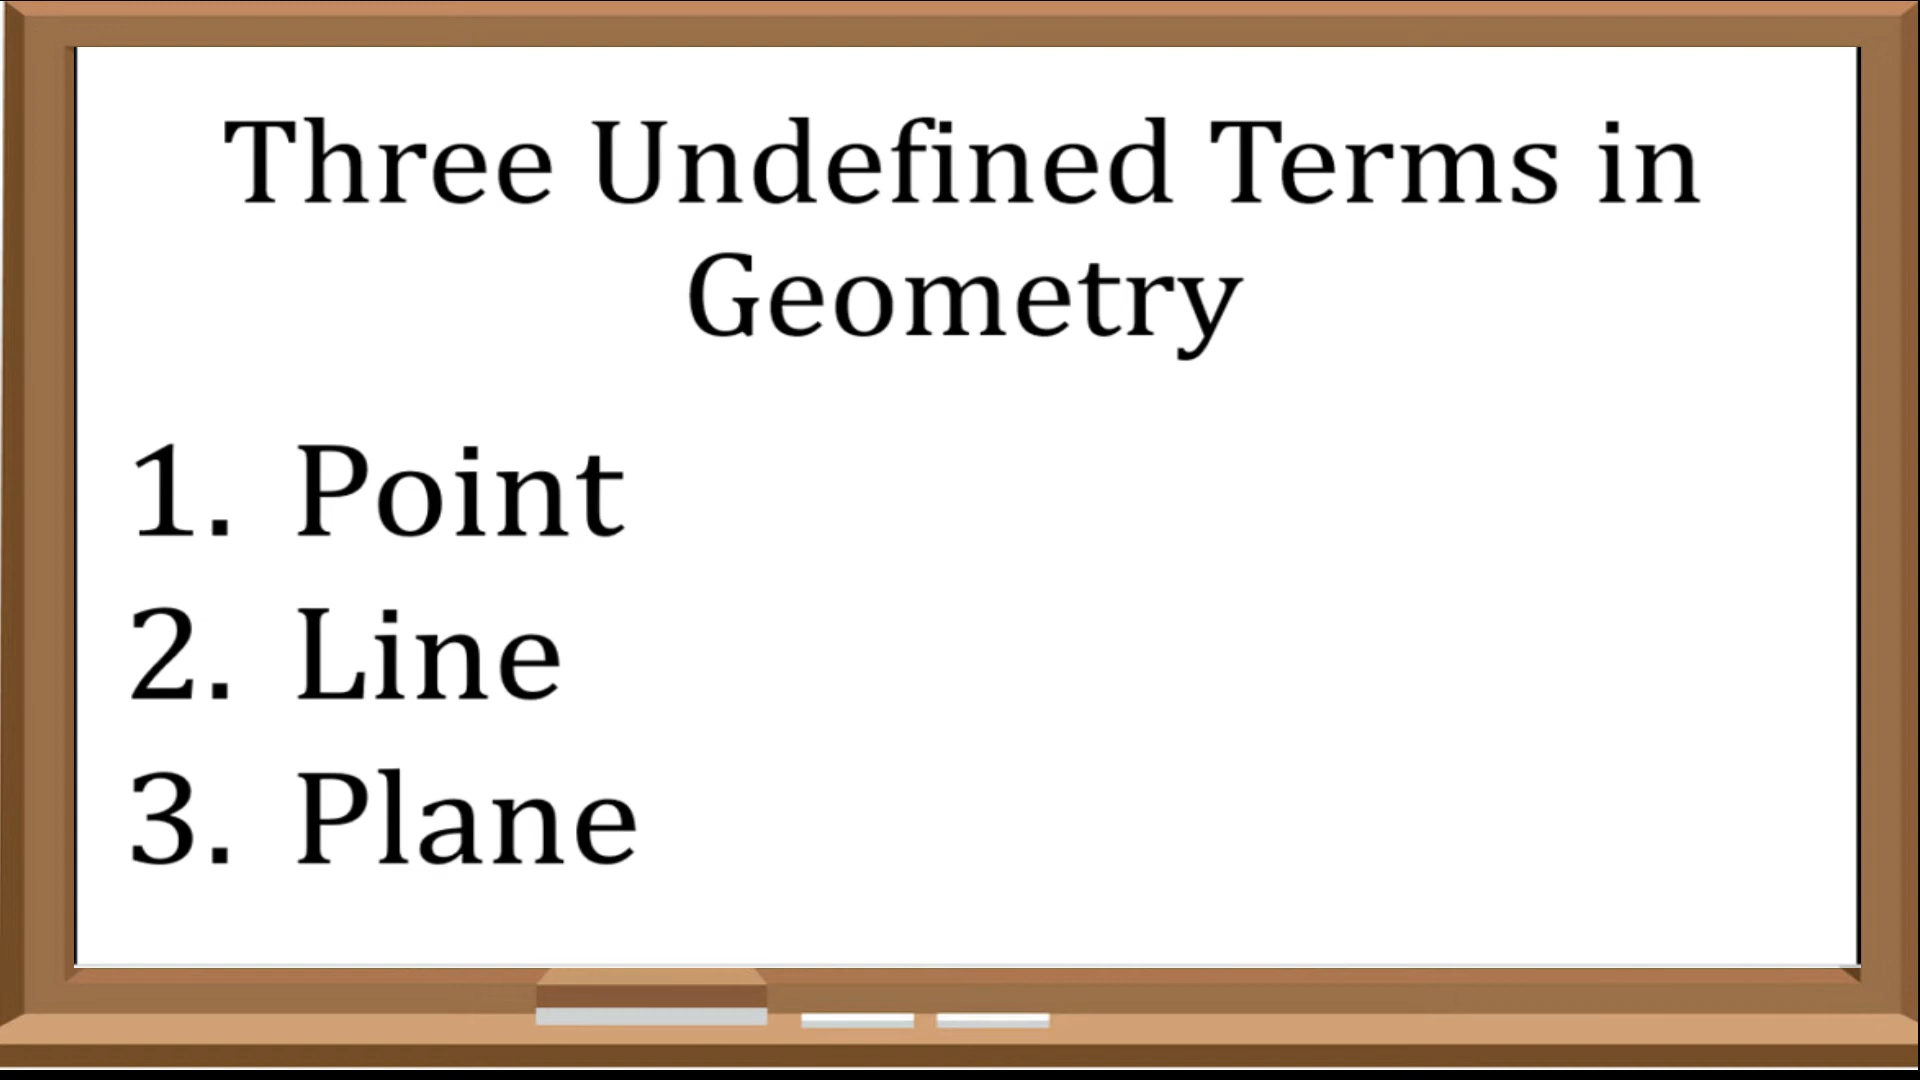 Three Undefined Terms in
Geometry
1. Point
2. Line
3. Plane